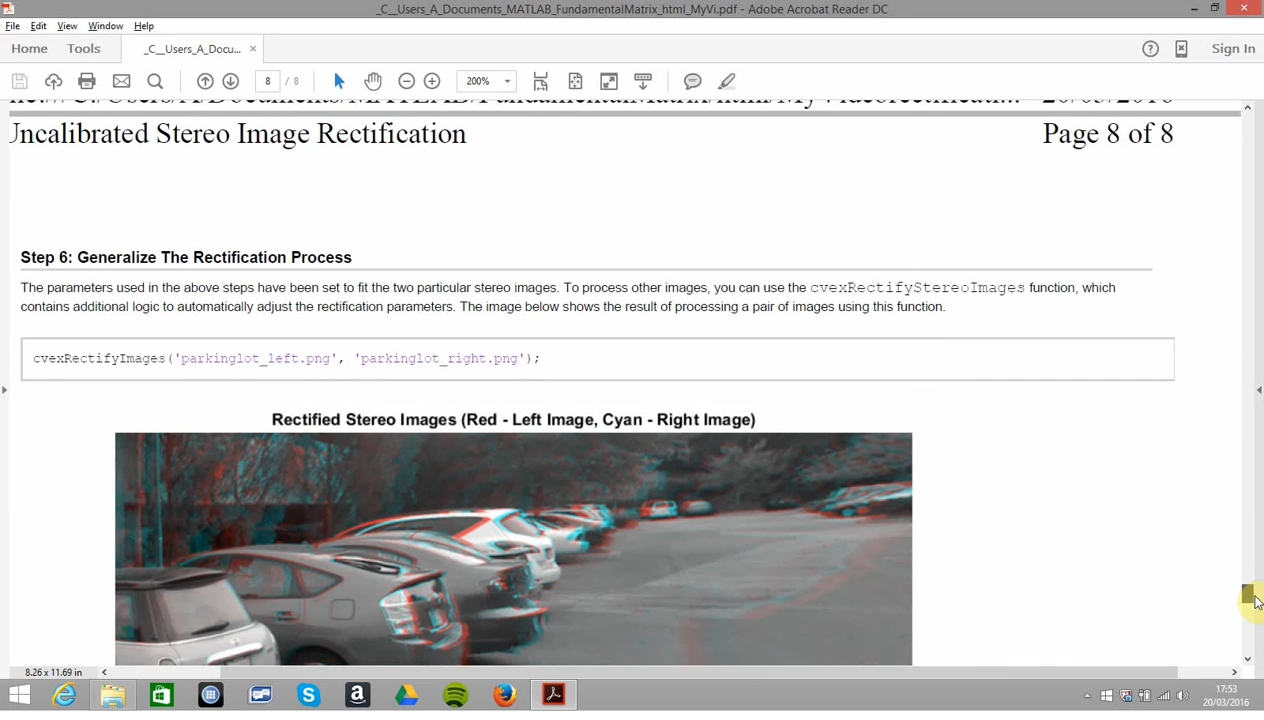 _C__Users_A_Documents_MATLAB_FundamentalMatrix_html_MyVi.pdf - Adobe Acrobat Reader DC
File Edit View Window Help
Home Tools _C__Users_A_Docu... × Sign In
8 / 8 200%
Uncalibrated Stereo Image Rectification Page 8 of 8
Step 6: Generalize The Rectification Process
The parameters used in the above steps have been set to fit the two particular stereo images. To process other images, you can use the cvexRectifyStereoImages function, which
contains additional logic to automatically adjust the rectification parameters. The image below shows the result of processing a pair of images using this function.
cvexRectifyImages('parkinglot_left.png', 'parkinglot_right.png');
Rectified Stereo Images (Red - Left Image, Cyan - Right Image)
8.26 x 11.69 in
17:53
20/03/2016